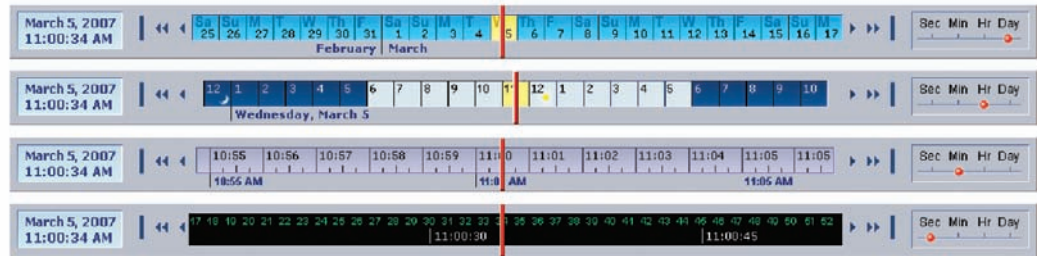 March 5, 2007
11:00:34 AM
Sa Su M T W Th F Sa Su M T W Th F Sa Su M T W Th F Sa Su M
25 26 27 28 29 30 31 1 2 3 4 5 6 7 8 9 10 11 12 13 14 15 16 17
February March
Sec Min Hr Day
March 5, 2007
11:00:34 AM
12 1 2 3 4 5 6 7 8 9 10 11 12 1 2 3 4 5 6 7 8 9 10
Wednesday, March 5
Sec Min Hr Day
March 5, 2007
11:00:34 AM
10:55 10:56 10:57 10:58 10:59 11:00 11:01 11:02 11:03 11:04 11:05 11:05
10:55 AM AM 11:05 AM
Sec Min Hr Day
March 5, 2007
11:00:34 AM
17 18 19 20 21 22 23 24 25 26 27 28 29 30 31 32 33 34 35 36 37 38 39 40 41 42 43 44 45 46 47 48 49 50 51 52
11:00:30 11:00:45
Sec Min Hr Day